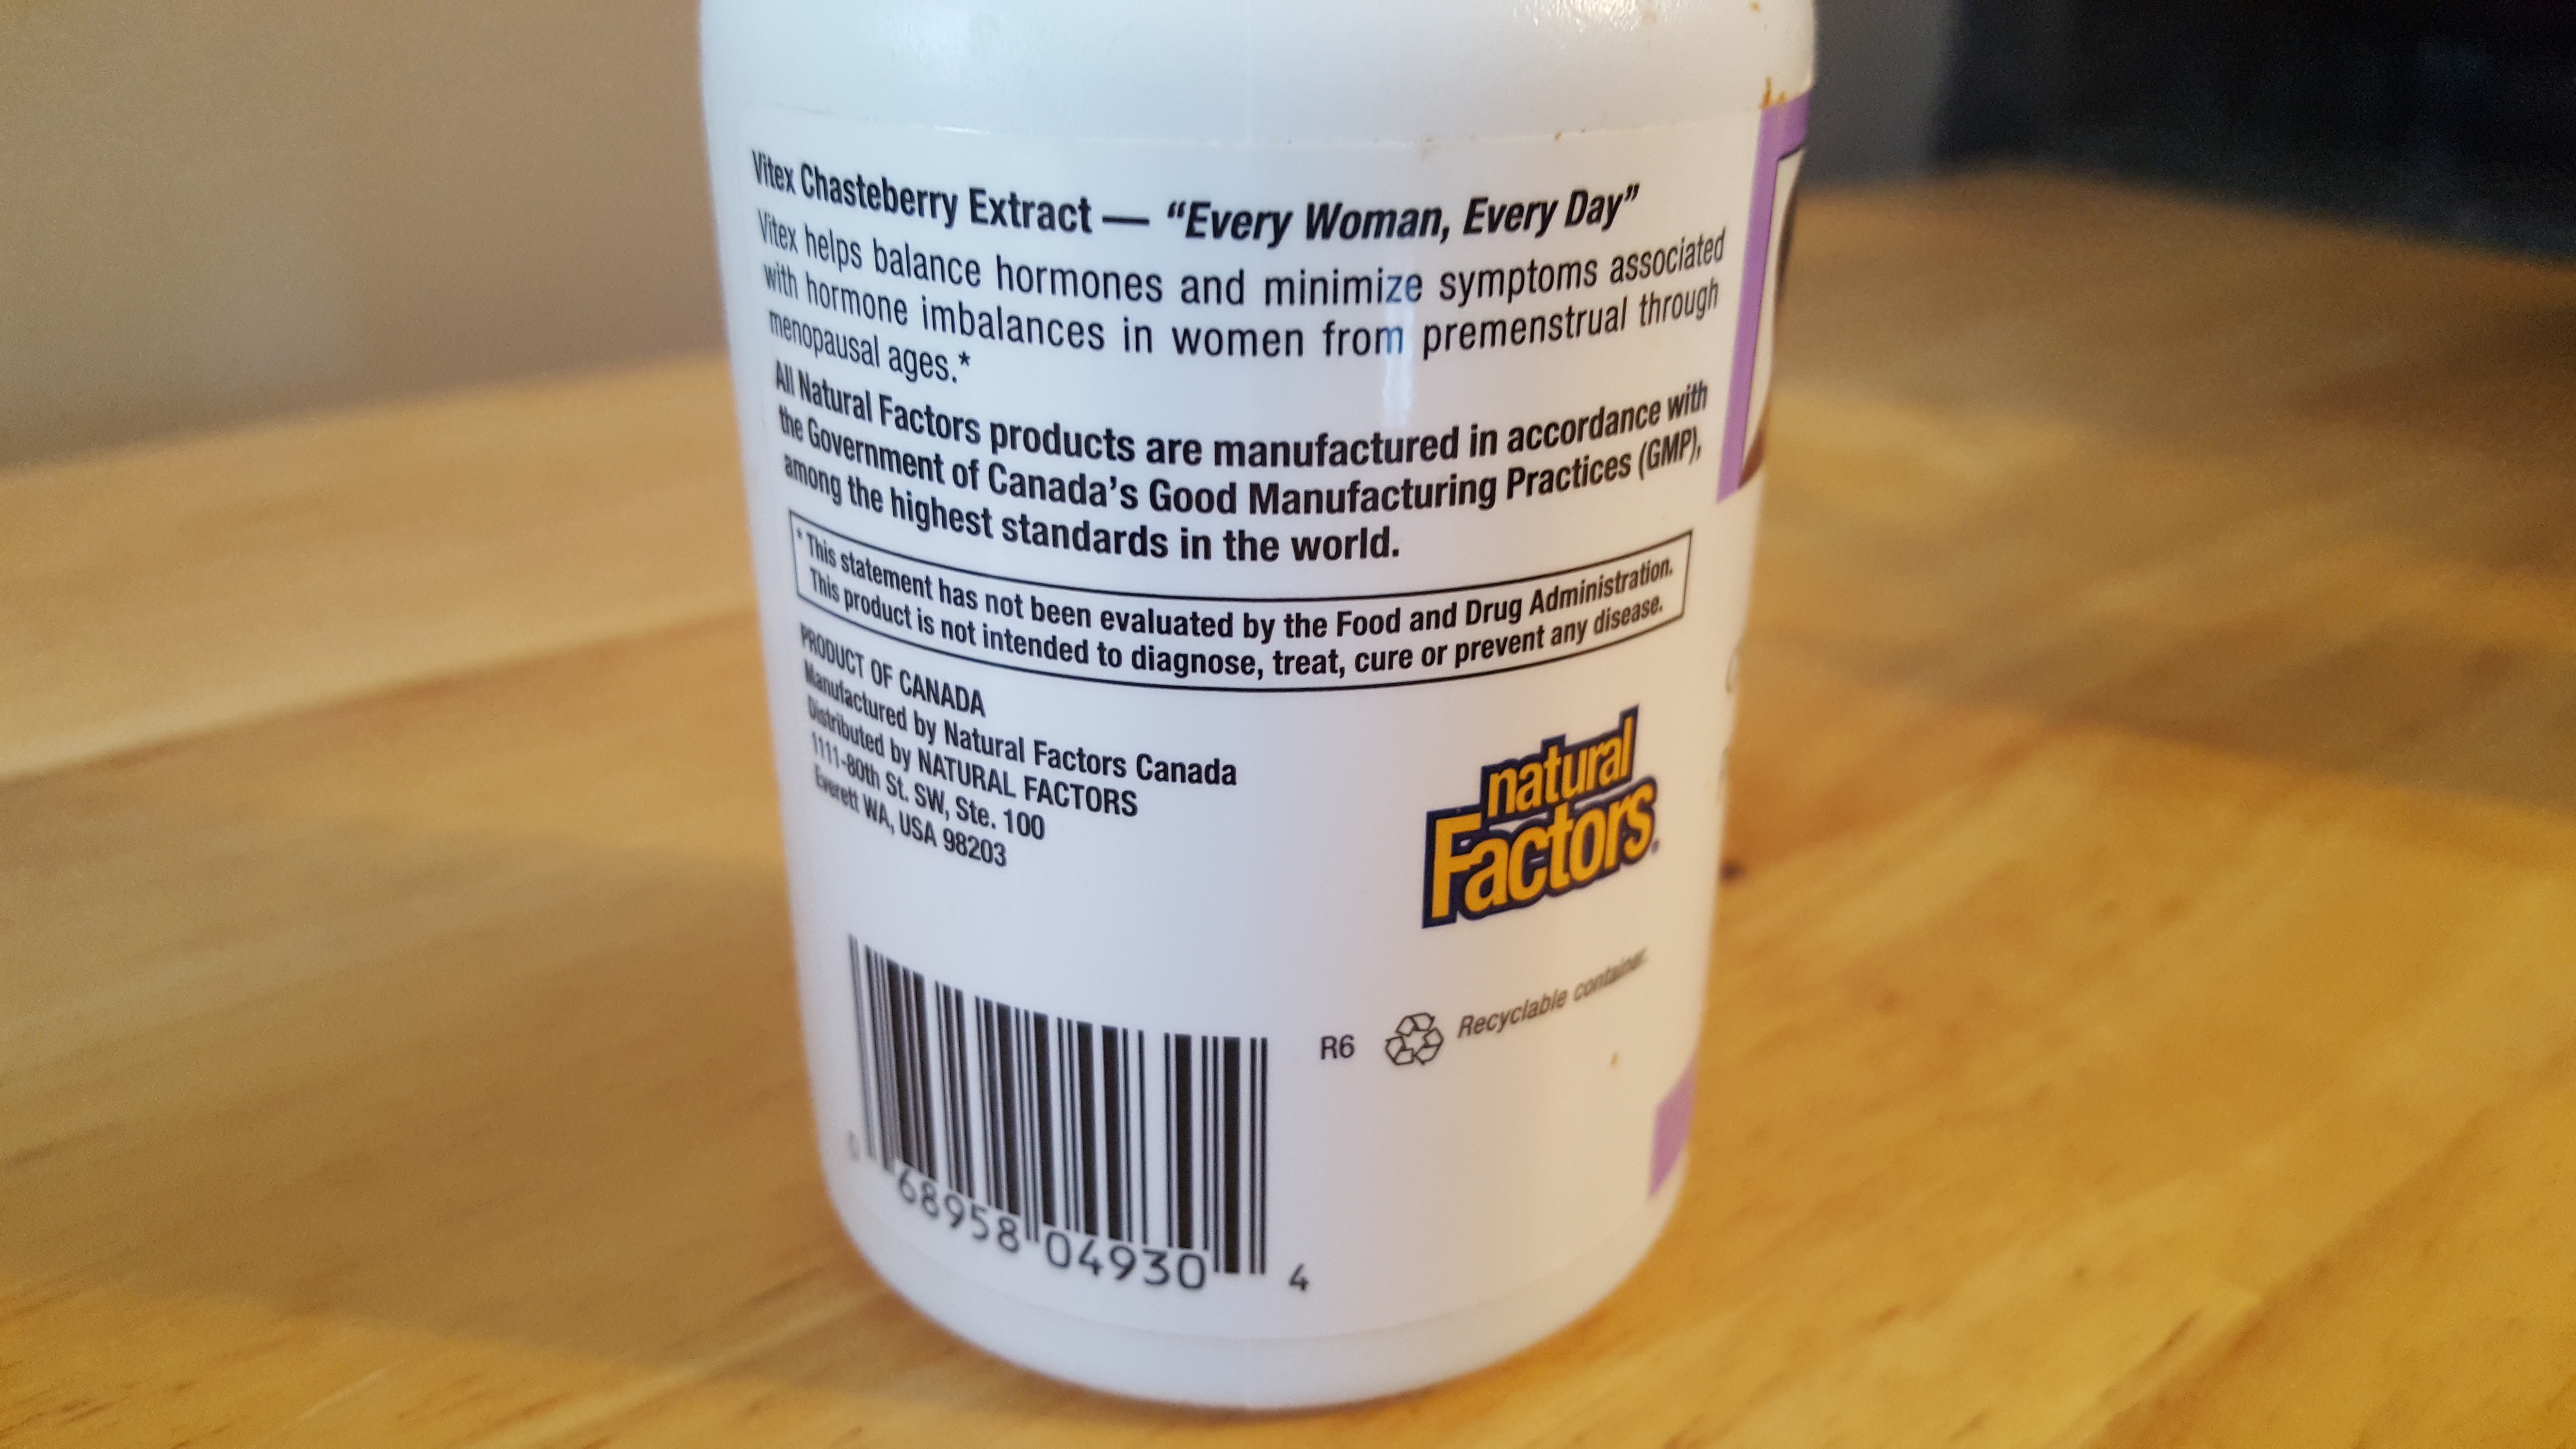 Vitex Chasteberry Extract — “Every Woman, Every Day”
Vitex helps balance hormones and minimize symptoms associated
with hormone imbalances in women from premenstrual through
menopausal ages.*
All Natural Factors products are manufactured in accordance with
the Government of Canada’s Good Manufacturing Practices (GMP),
among the highest standards in the world.
* This statement has not been evaluated by the Food and Drug Administration.
This product is not intended to diagnose, treat, cure or prevent any disease.
PRODUCT OF CANADA
Manufactured by Natural Factors Canada
Distributed by NATURAL FACTORS
1111-80th St. SW, Ste. 100
Everett WA, USA 98203
natural
Factors
R6 Recyclable container.
0 68958 04930 4